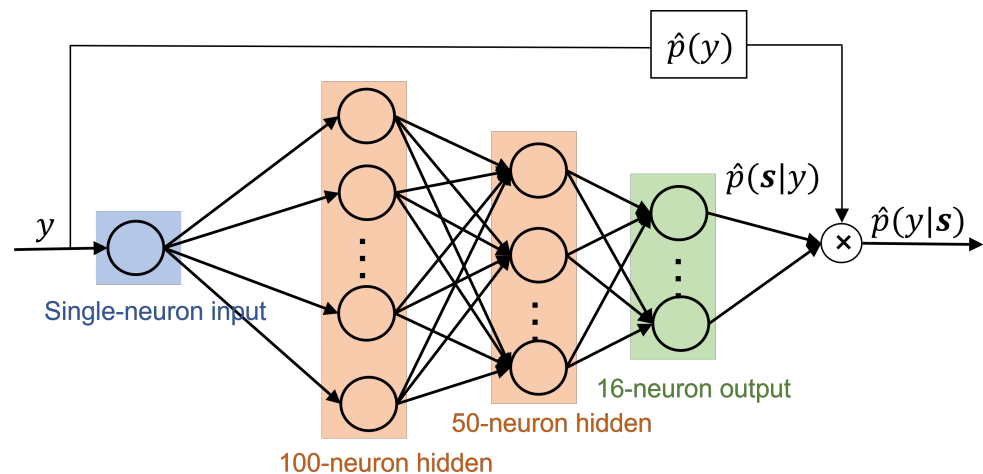 p̂(y)
p̂(s|y)
y
×
p̂(y|s)
Single-neuron input
16-neuron output
50-neuron hidden
100-neuron hidden